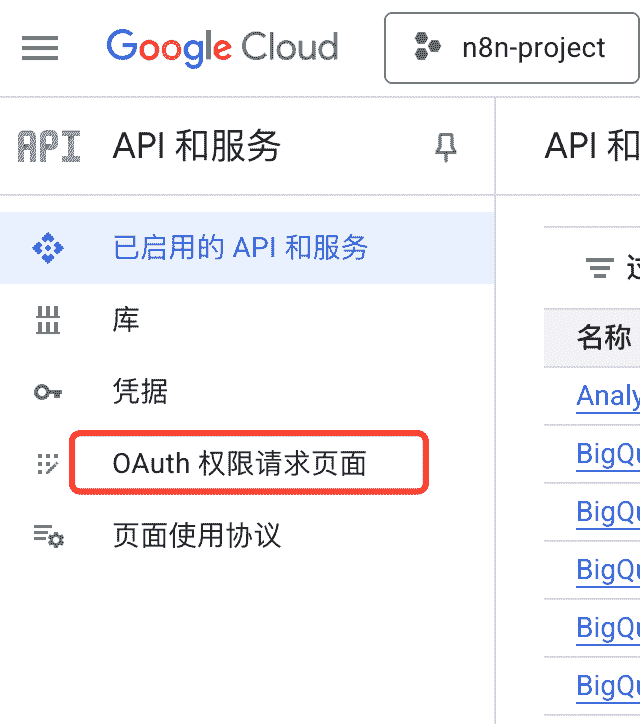 Google Cloud
n8n-project
API
API 和服务
API 和
已启用的 API 和服务
库
凭据
OAuth 权限请求页面
页面使用协议
名称
Analy
BigQu
BigQu
BigQu
BigQu
BigQu